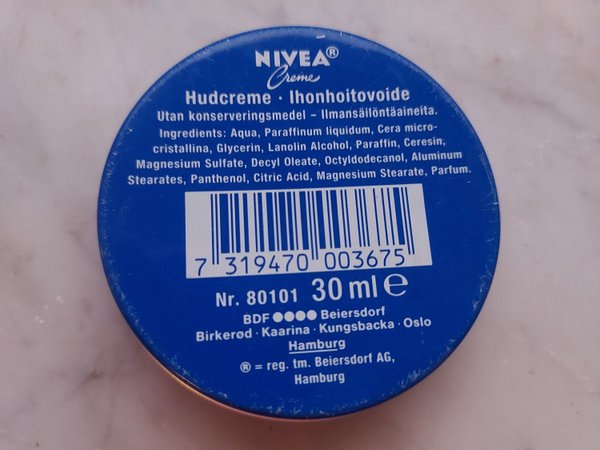 NIVEA®
Creme
Hudcreme · Ihonhoitovoide
Utan konserveringsmedel – Ilmansäilöntäaineita.
Ingredients: Aqua, Paraffinum liquidum, Cera micro-
cristallina, Glycerin, Lanolin Alcohol, Paraffin, Ceresin,
Magnesium Sulfate, Decyl Oleate, Octyldodecanol, Aluminum
Stearates, Panthenol, Citric Acid, Magnesium Stearate, Parfum.
7 319470 003675
Nr. 80101 30 ml ℮
BDF ●●●● Beiersdorf
Birkerød · Kaarina · Kungsbacka · Oslo
Hamburg
® = reg. tm. Beiersdorf AG,
Hamburg